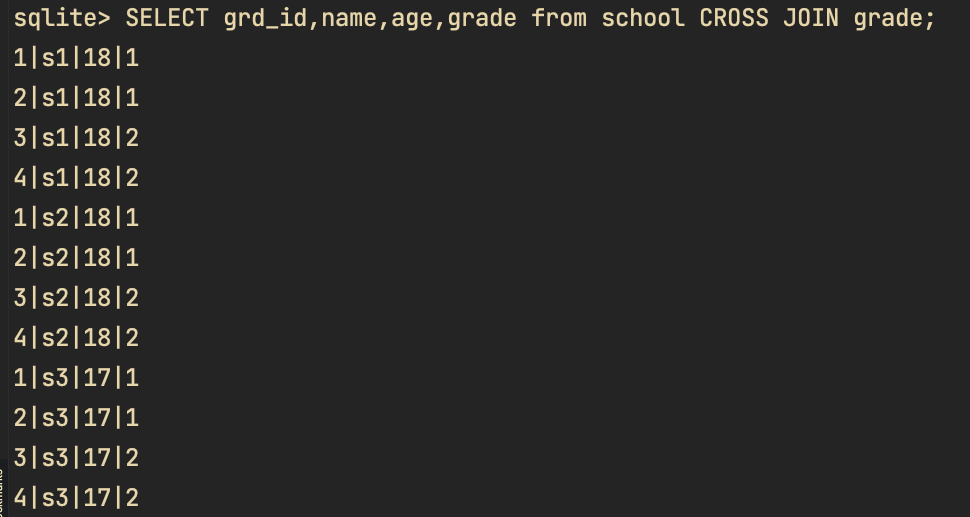 sqlite> SELECT grd_id,name,age,grade from school CROSS JOIN grade;
1|s1|18|1
2|s1|18|1
3|s1|18|2
4|s1|18|2
1|s2|18|1
2|s2|18|1
3|s2|18|2
4|s2|18|2
1|s3|17|1
2|s3|17|1
3|s3|17|2
4|s3|17|2